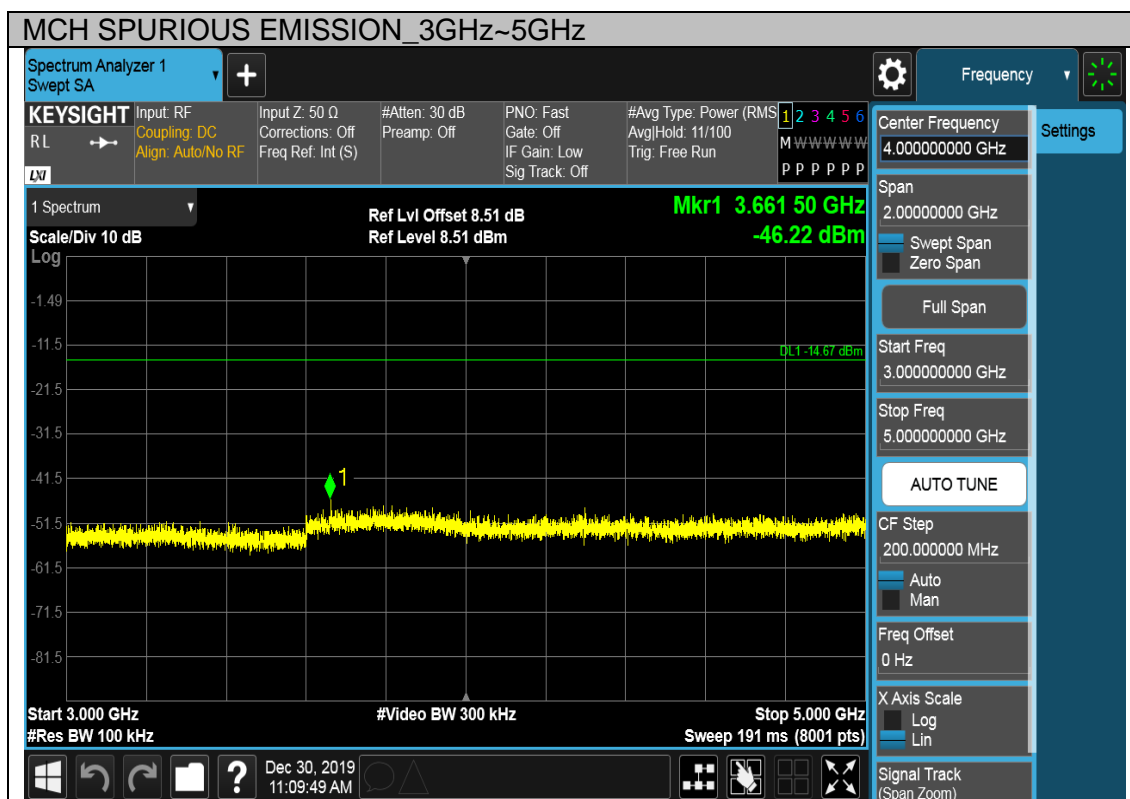 MCH SPURIOUS EMISSION_3GHz~5GHz
Spectrum Analyzer 1
Swept SA
+
Frequency
KEYSIGHT
RL
LXI
Input: RF
Coupling: DC
Align: Auto/No RF
Input Z: 50 Ω
Corrections: Off
Freq Ref: Int (S)
#Atten: 30 dB
Preamp: Off
PNO: Fast
Gate: Off
IF Gain: Low
Sig Track: Off
#Avg Type: Power (RMS
Avg|Hold: 11/100
Trig: Free Run
1 2 3 4 5 6
M W W W W W
P P P P P P
1 Spectrum
Scale/Div 10 dB
Log
Ref Lvl Offset 8.51 dB
Ref Level 8.51 dBm
Mkr1 3.661 50 GHz
-46.22 dBm
-1.49
-11.5
DL1 -14.67 dBm
-21.5
-31.5
-41.5
1
-51.5
-61.5
-71.5
-81.5
Start 3.000 GHz
#Video BW 300 kHz
Stop 5.000 GHz
#Res BW 100 kHz
Sweep 191 ms (8001 pts)
?
Dec 30, 2019
11:09:49 AM
Center Frequency
4.000000000 GHz
Settings
Span
2.00000000 GHz
Swept Span
Zero Span
Full Span
Start Freq
3.000000000 GHz
Stop Freq
5.000000000 GHz
AUTO TUNE
CF Step
200.000000 MHz
Auto
Man
Freq Offset
0 Hz
X Axis Scale
Log
Lin
Signal Track
(Span Zoom)